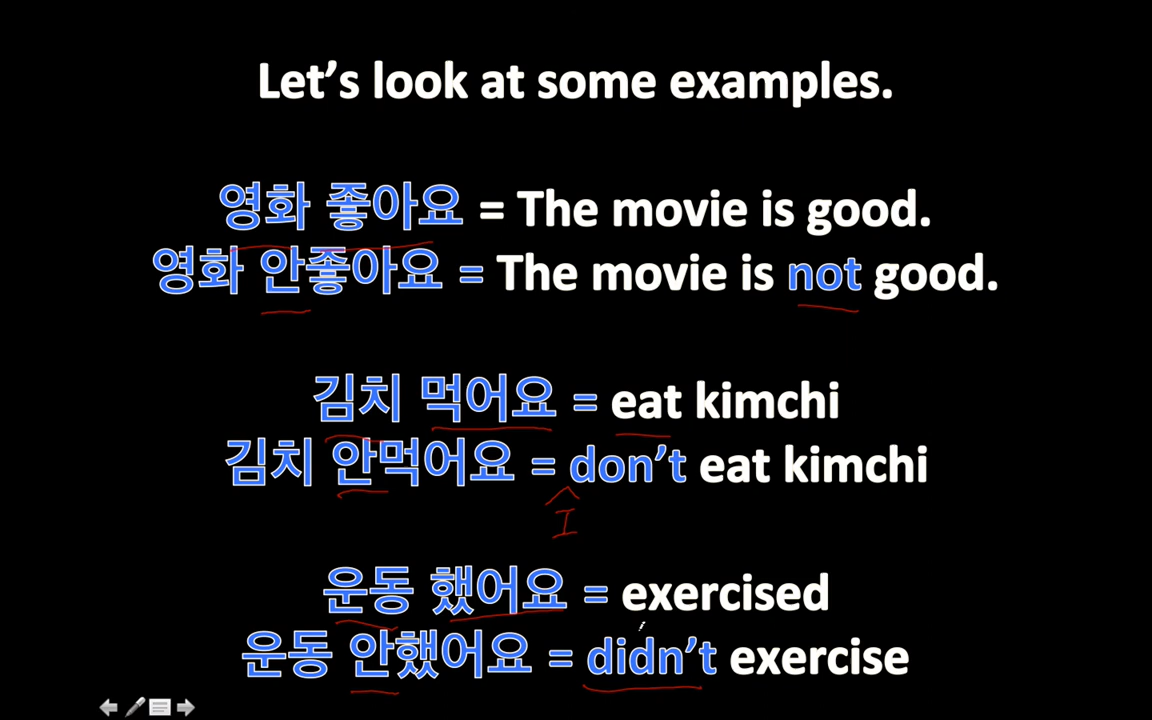 Let's look at some examples.
영화 좋아요 = The movie is good.
영화 안좋아요 = The movie is not good.
김치 먹어요 = eat kimchi
김치 안먹어요 = don't eat kimchi
I
운동 했어요 = exercised
운동 안했어요 = didn't exercise